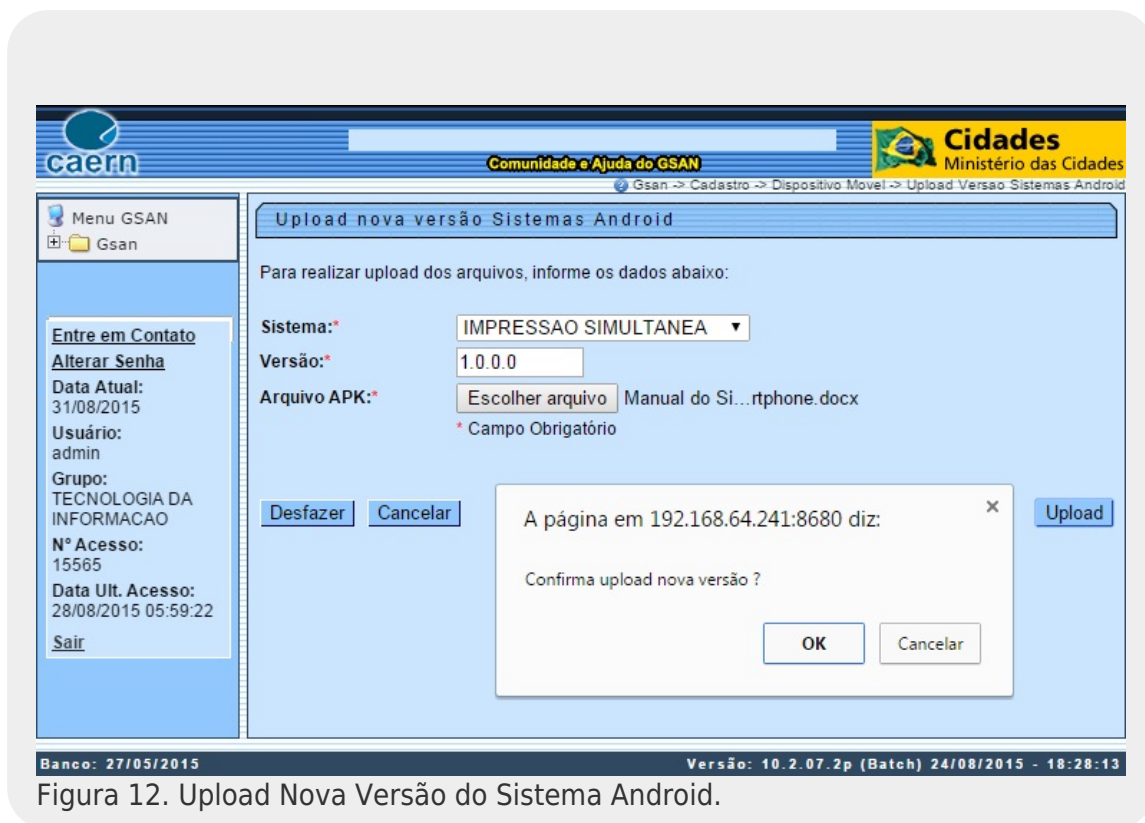 caern
Comunidade e Ajuda do GSAN
Cidades
Ministério das Cidades
Gsan -> Cadastro -> Dispositivo Movel -> Upload Versao Sistemas Android
Menu GSAN
Gsan
Entre em Contato
Alterar Senha
Data Atual:
31/08/2015
Usuário:
admin
Grupo:
TECNOLOGIA DA
INFORMACAO
Nº Acesso:
15565
Data Ult. Acesso:
28/08/2015 05:59:22
Sair
Upload nova versão Sistemas Android
Para realizar upload dos arquivos, informe os dados abaixo:
Sistema:* IMPRESSAO SIMULTANEA
Versão:* 1.0.0.0
Arquivo APK:* Escolher arquivo Manual do Si...rtphone.docx
* Campo Obrigatório
Desfazer Cancelar Upload
A página em 192.168.64.241:8680 diz:
Confirma upload nova versão ?
OK Cancelar
Banco: 27/05/2015 Versão: 10.2.07.2p (Batch) 24/08/2015 - 18:28:13
Figura 12. Upload Nova Versão do Sistema Android.